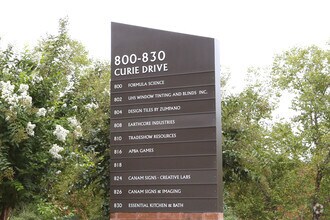 800-830
CURIE DRIVE
800 FORMULA SCIENCE
802 UHS WINDOW TINTING AND BLINDS INC.
804 DESIGN TILES BY ZUMPANO
808 EARTHCORE INDUSTRIES
810 TRADESHOW RESOURCES
816 APBA GAMES
818
824 CANAM SIGNS - CREATIVE LABS
826 CANAM SIGNS & IMAGING
830 ESSENTIAL KITCHEN & BATH